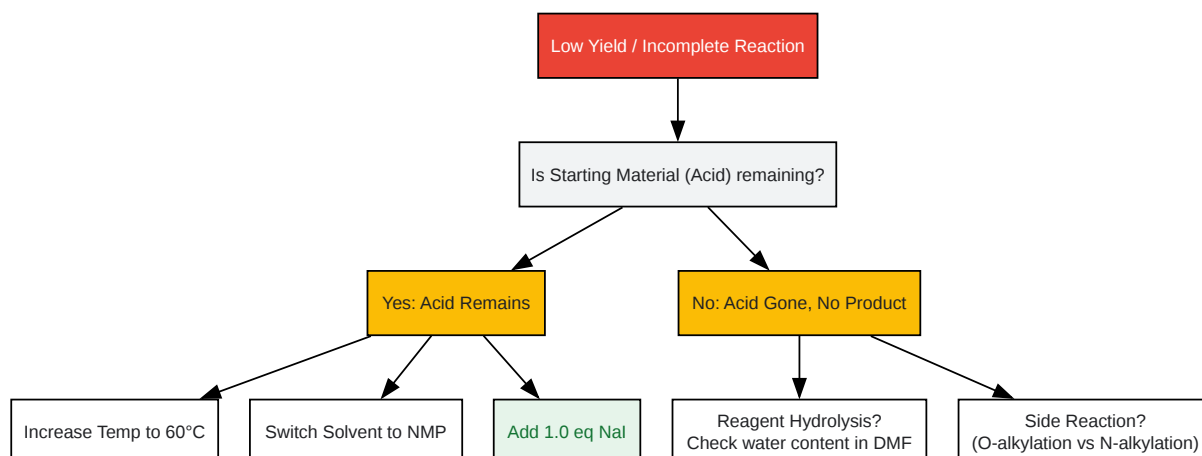 Low Yield / Incomplete Reaction
Is Starting Material (Acid) remaining?
Yes: Acid Remains
No: Acid Gone, No Product
Increase Temp to 60°C
Switch Solvent to NMP
Add 1.0 eq NaI
Reagent Hydrolysis?
Check water content in DMF
Side Reaction?
(O-alkylation vs N-alkylation)